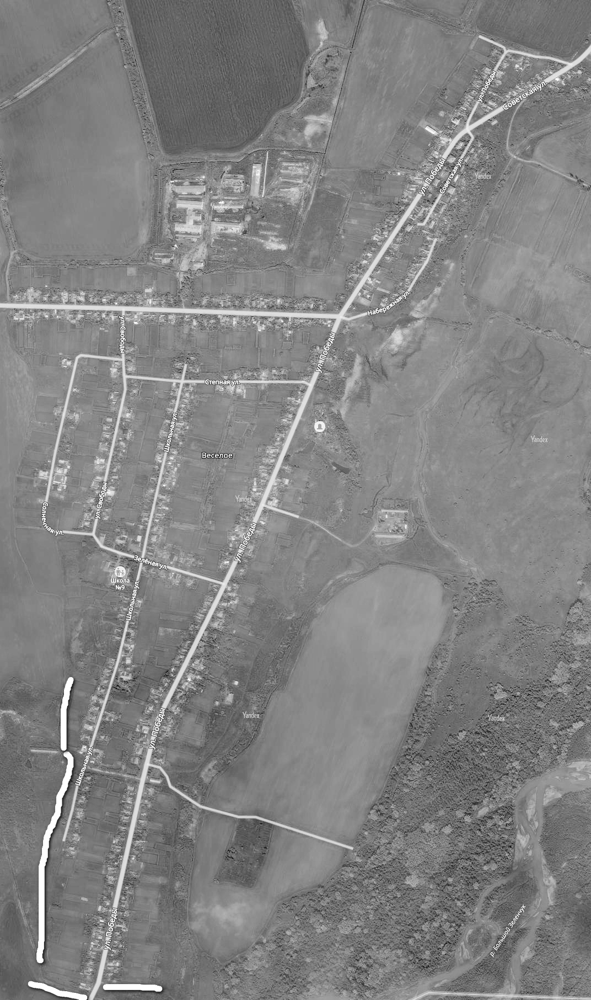 ул. Победы
Советская ул.
ул. Победы
Советская ул.
Yandex
Yandex
Набережная ул.
ул. Свободы
ул. Победы
Степная ул.
Школьная ул.
Yandex
Веселое
ул. Свободы
Yandex
Солнечная ул.
ул. Победы
Зелёная ул.
Школа
№9
Школьная ул.
Yandex
Yandex
ул. Победы
Школьная ул.
ул. Победы
р. Большой Зеленчук